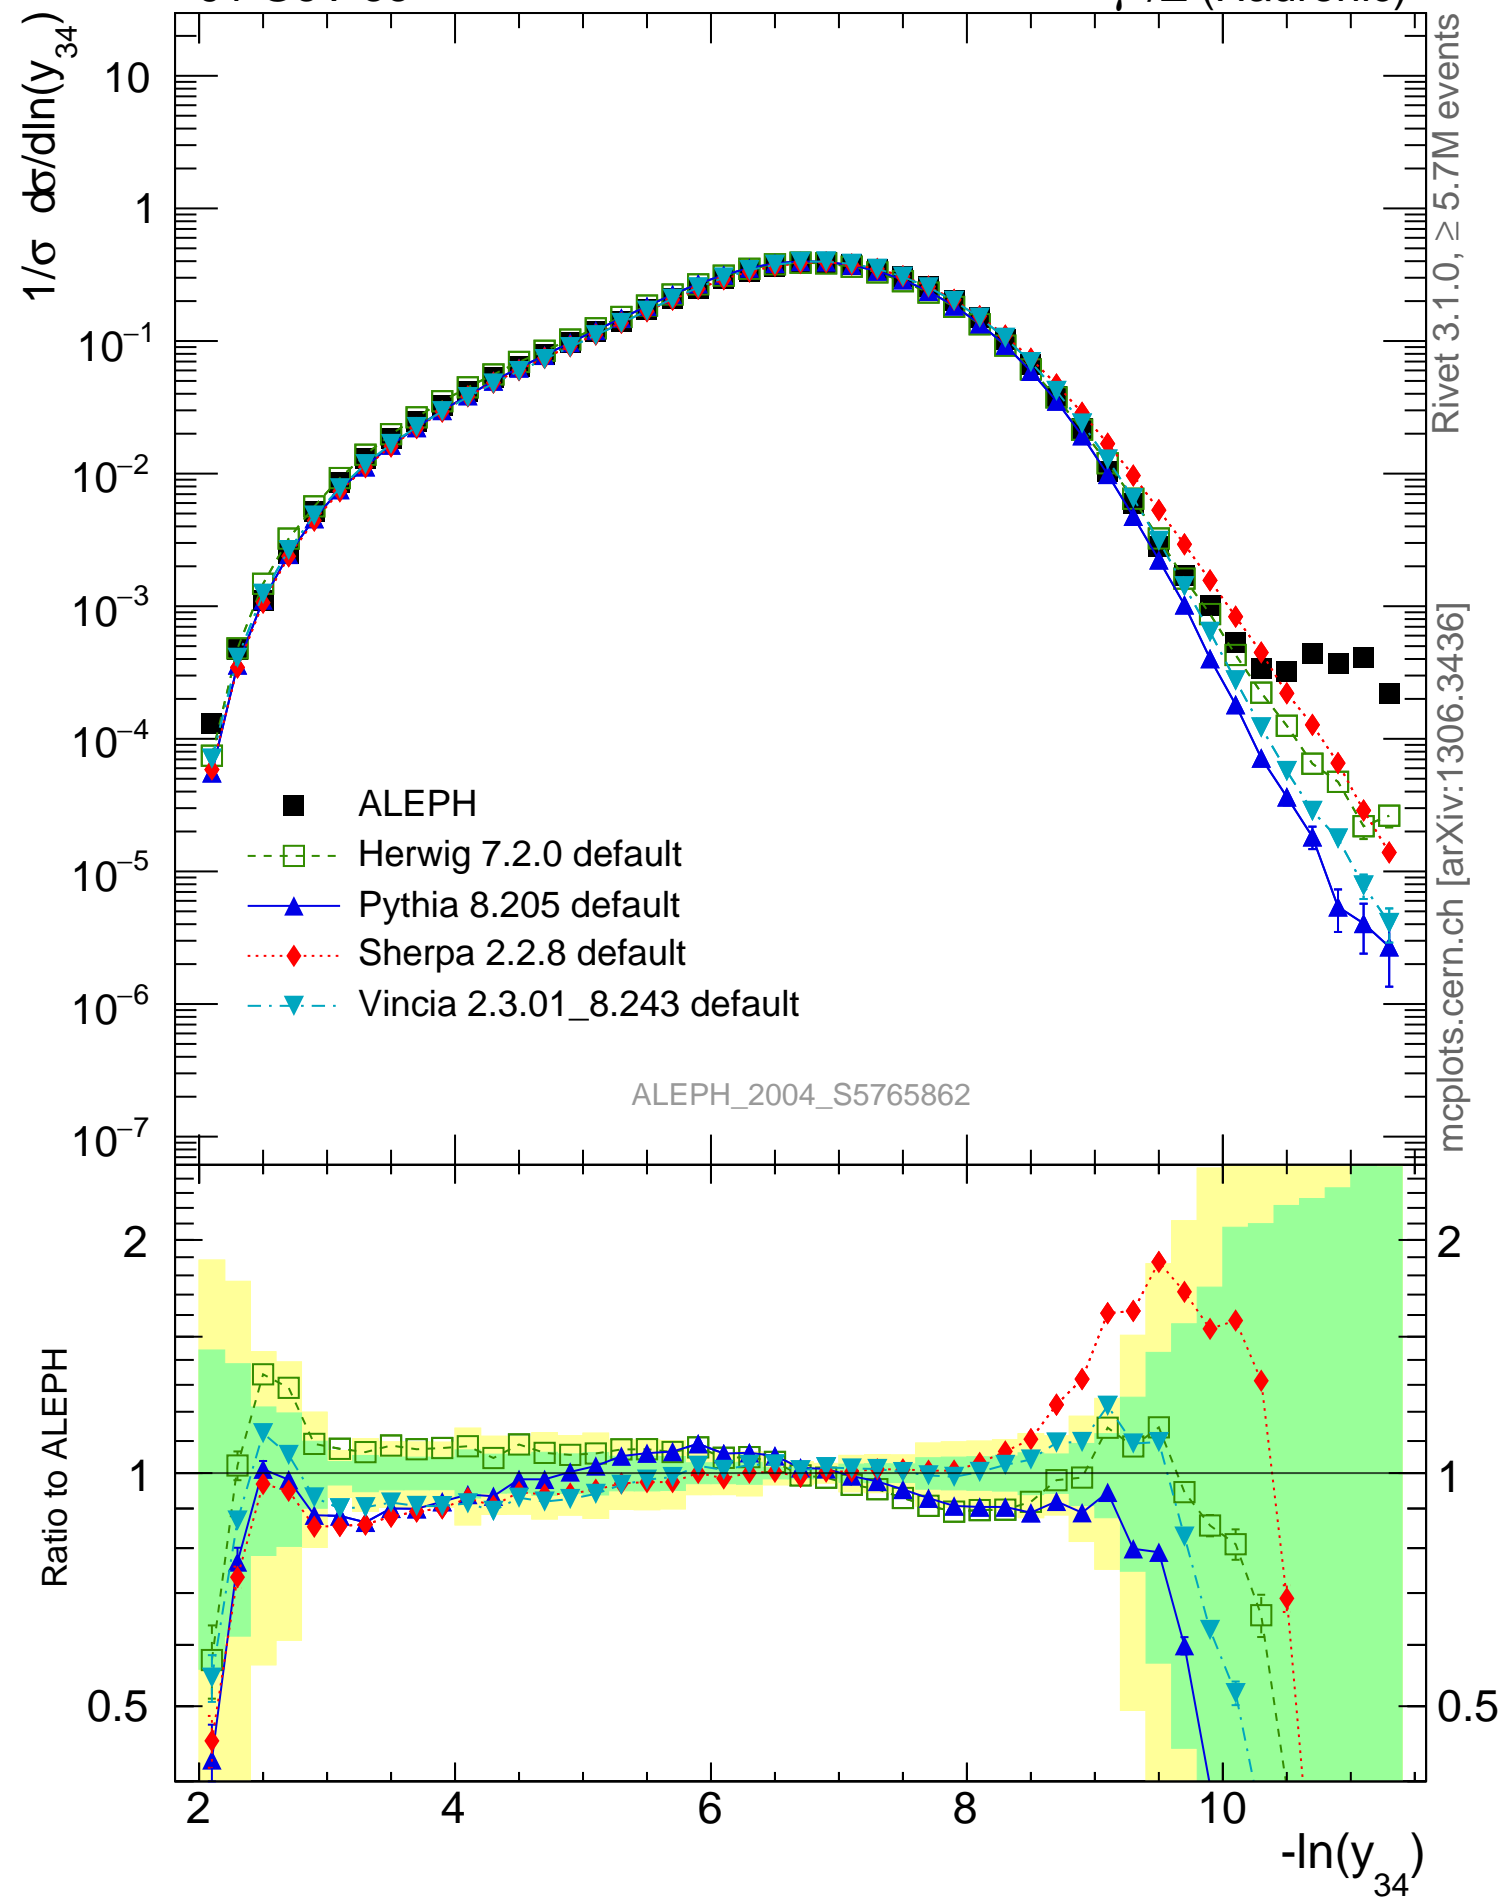 1/σ dσ/dln(y34)
10
1
10−1
10−2
10−3
10−4
10−5
10−6
10−7
ALEPH
Herwig 7.2.0 default
Pythia 8.205 default
Sherpa 2.2.8 default
Vincia 2.3.01_8.243 default
ALEPH_2004_S5765862
Rivet 3.1.0, ≥ 5.7M events
mcplots.cern.ch [arXiv:1306.3436]
Ratio to ALEPH
2
1
0.5
2
1
0.5
2 4 6 8 10
-ln(y34)